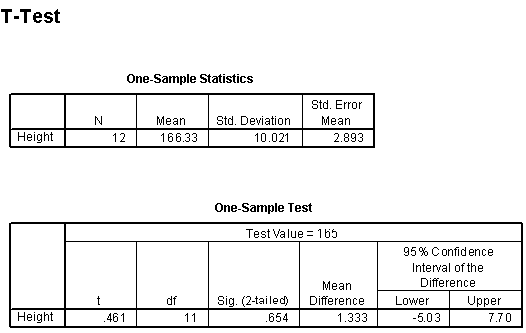 T-Test
One-Sample Statistics
N Mean Std. Deviation Std. Error Mean
Height 12 166.33 10.021 2.893
One-Sample Test
Test Value = 165
t df Sig. (2-tailed) Mean Difference 95% Confidence Interval of the Difference
Lower Upper
Height .461 11 .654 1.333 -5.03 7.70